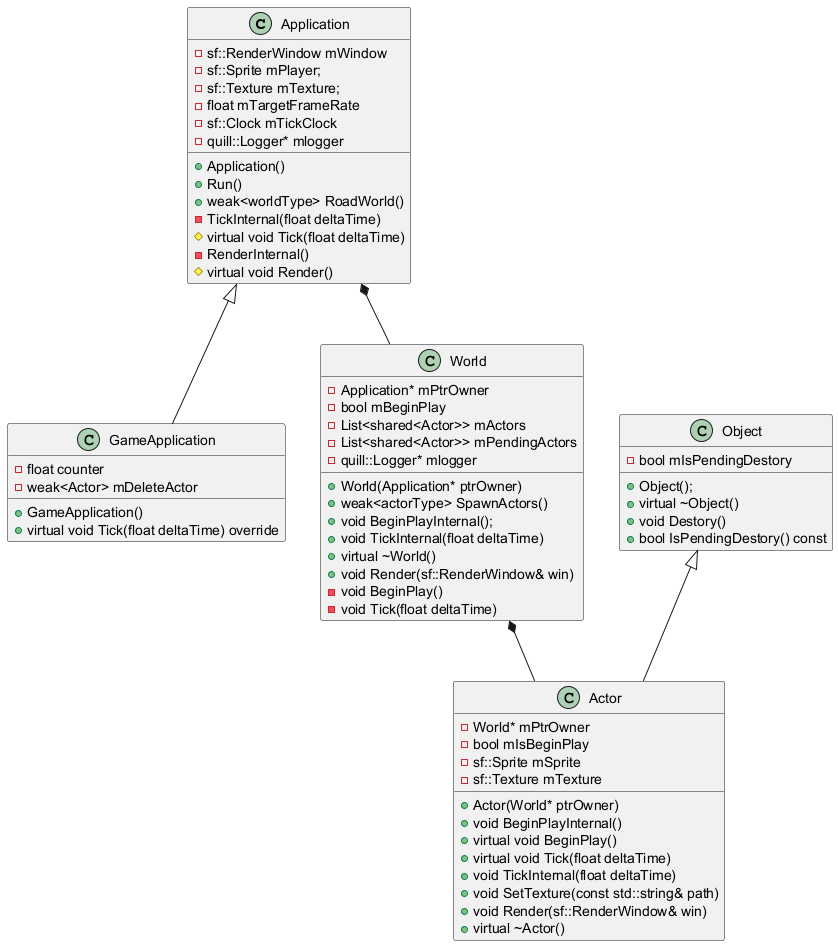 C Application
sf::RenderWindow mWindow
sf::Sprite mPlayer;
sf::Texture mTexture;
float mTargetFrameRate
sf::Clock mTickClock
quill::Logger* mlogger
Application()
Run()
weak<worldType> RoadWorld()
TickInternal(float deltaTime)
virtual void Tick(float deltaTime)
RenderInternal()
virtual void Render()
C GameApplication
float counter
weak<Actor> mDeleteActor
GameApplication()
virtual void Tick(float deltaTime) override
C World
Application* mPtrOwner
bool mBeginPlay
List<shared<Actor>> mActors
List<shared<Actor>> mPendingActors
quill::Logger* mlogger
World(Application* ptrOwner)
weak<actorType> SpawnActors()
void BeginPlayInternal();
void TickInternal(float deltaTime)
virtual ~World()
void Render(sf::RenderWindow& win)
void BeginPlay()
void Tick(float deltaTime)
C Object
bool mIsPendingDestory
Object();
virtual ~Object()
void Destory()
bool IsPendingDestory() const
C Actor
World* mPtrOwner
bool mIsBeginPlay
sf::Sprite mSprite
sf::Texture mTexture
Actor(World* ptrOwner)
void BeginPlayInternal()
virtual void BeginPlay()
virtual void Tick(float deltaTime)
void TickInternal(float deltaTime)
void SetTexture(const std::string& path)
void Render(sf::RenderWindow& win)
virtual ~Actor()